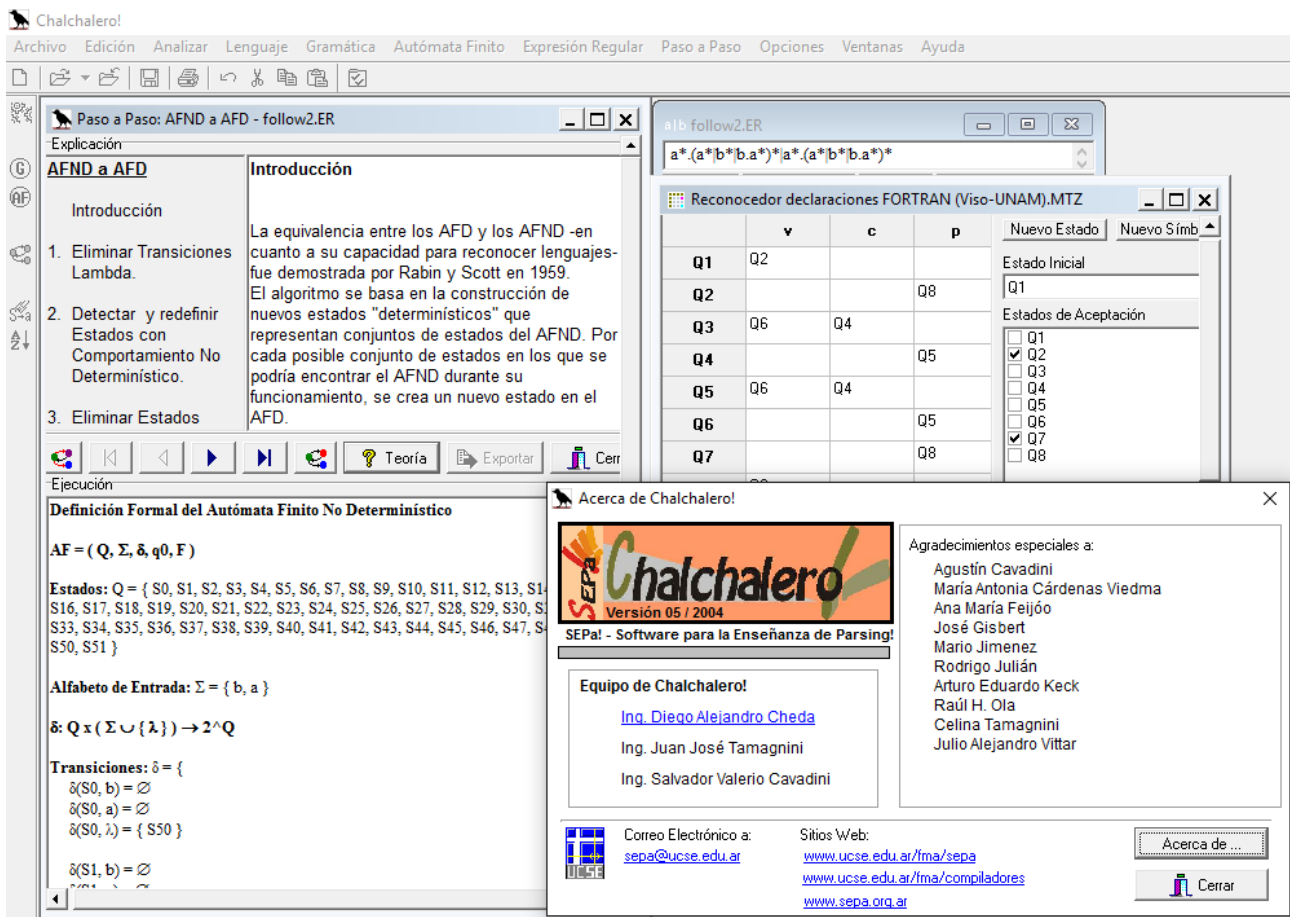 Chalchalero!
Archivo Edición Analizar Lenguaje Gramática Autómata Finito Expresión Regular Paso a Paso Opciones Ventanas Ayuda
Paso a Paso: AFND a AFD - follow2.ER
Explicación
AFND a AFD
Introducción
1. Eliminar Transiciones
Lambda.
2. Detectar y redefinir
Estados con
Comportamiento No
Determinístico.
3. Eliminar Estados
Introducción
La equivalencia entre los AFD y los AFND -en
cuanto a su capacidad para reconocer lenguajes-
fue demostrada por Rabin y Scott en 1959.
El algoritmo se basa en la construcción de
nuevos estados "determinísticos" que
representan conjuntos de estados del AFND. Por
cada posible conjunto de estados en los que se
podría encontrar el AFND durante su
funcionamiento, se crea un nuevo estado en el
AFD.
Teoría Exportar Cerr
Ejecución
Definición Formal del Autómata Finito No Determinístico
AF = ( Q, Σ, δ, q0, F )
Estados: Q = { S0, S1, S2, S3, S4, S5, S6, S7, S8, S9, S10, S11, S12, S13, S14
S16, S17, S18, S19, S20, S21, S22, S23, S24, S25, S26, S27, S28, S29, S30, S3
S33, S34, S35, S36, S37, S38, S39, S40, S41, S42, S43, S44, S45, S46, S47, S4
S50, S51 }
Alfabeto de Entrada: Σ = { b, a }
δ: Q x ( Σ ∪ { λ } ) → 2^Q
Transiciones: δ = {
δ(S0, b) = ∅
δ(S0, a) = ∅
δ(S0, λ) = { S50 }
δ(S1, b) = ∅
a|b follow2.ER
a*.(a*|b*|b.a*)*|a*.(a*|b*|b.a*)*
Reconocedor declaraciones FORTRAN (Viso-UNAM).MTZ
v c p
Q1 Q2
Q2 Q8
Q3 Q6 Q4
Q4 Q5
Q5 Q6 Q4
Q6 Q5
Q7 Q8
Nuevo Estado Nuevo Símb
Estado Inicial
Q1
Estados de Aceptación
Q1
Q2
Q3
Q4
Q5
Q6
Q7
Q8
Acerca de Chalchalero!
SEPa!
Chalchalero!
Versión 05 / 2004
SEPa! - Software para la Enseñanza de Parsing!
Equipo de Chalchalero!
Ing. Diego Alejandro Cheda
Ing. Juan José Tamagnini
Ing. Salvador Valerio Cavadini
Agradecimientos especiales a:
Agustín Cavadini
María Antonia Cárdenas Viedma
Ana María Feijóo
José Gisbert
Mario Jimenez
Rodrigo Julián
Arturo Eduardo Keck
Raúl H. Ola
Celina Tamagnini
Julio Alejandro Vittar
UCSE
Correo Electrónico a:
sepa@ucse.edu.ar
Sitios Web:
www.ucse.edu.ar/fma/sepa
www.ucse.edu.ar/fma/compiladores
www.sepa.org.ar
Acerca de ...
Cerrar